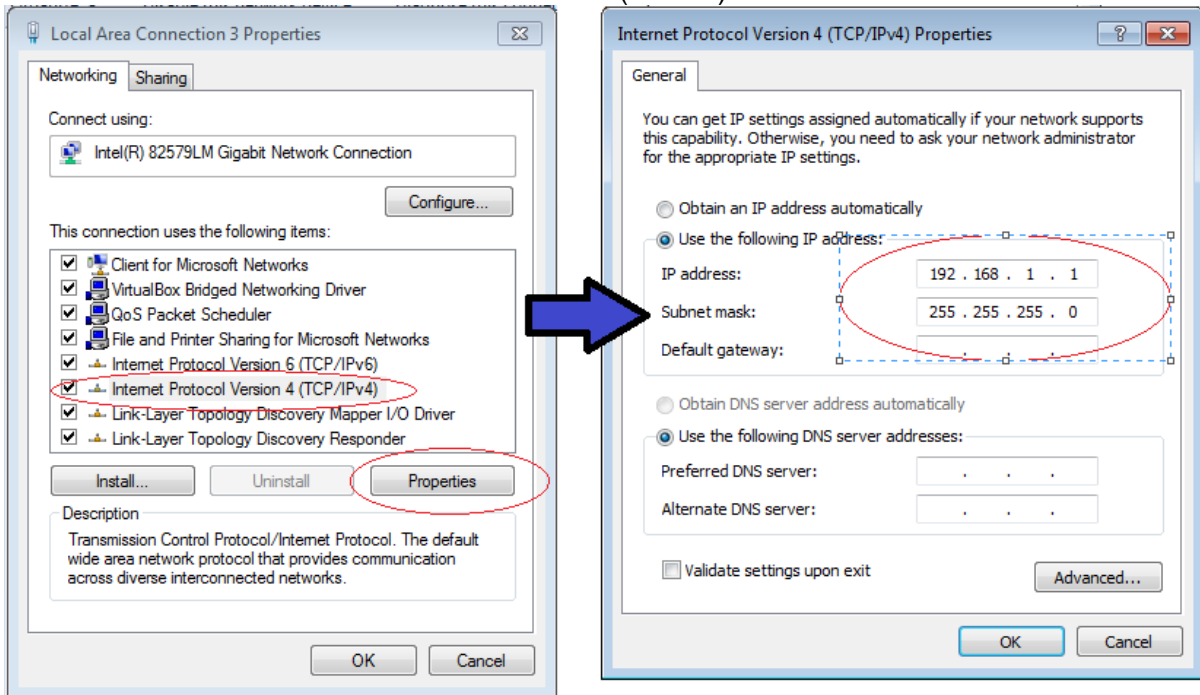 Local Area Connection 3 Properties
Networking
Sharing
Connect using:
Intel(R) 82579LM Gigabit Network Connection
Configure...
This connection uses the following items:
Client for Microsoft Networks
VirtualBox Bridged Networking Driver
QoS Packet Scheduler
File and Printer Sharing for Microsoft Networks
Internet Protocol Version 6 (TCP/IPv6)
Internet Protocol Version 4 (TCP/IPv4)
Link-Layer Topology Discovery Mapper I/O Driver
Link-Layer Topology Discovery Responder
Install...
Uninstall
Properties
Description
Transmission Control Protocol/Internet Protocol. The default
wide area network protocol that provides communication
across diverse interconnected networks.
OK
Cancel
Internet Protocol Version 4 (TCP/IPv4) Properties
General
You can get IP settings assigned automatically if your network supports
this capability. Otherwise, you need to ask your network administrator
for the appropriate IP settings.
Obtain an IP address automatically
Use the following IP address:
IP address: 192 . 168 . 1 . 1
Subnet mask: 255 . 255 . 255 . 0
Default gateway: . . .
Obtain DNS server address automatically
Use the following DNS server addresses:
Preferred DNS server: . . .
Alternate DNS server: . . .
Validate settings upon exit
Advanced...
OK
Cancel